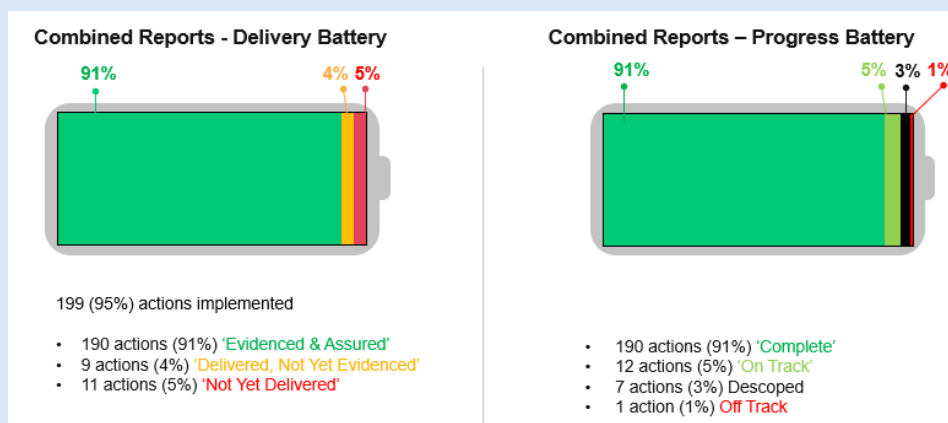 Combined Reports - Delivery Battery
91%
4% 5%
199 (95%) actions implemented
• 190 actions (91%) ‘Evidenced & Assured’
• 9 actions (4%) ‘Delivered, Not Yet Evidenced’
• 11 actions (5%) ‘Not Yet Delivered’
Combined Reports – Progress Battery
91%
5% 3% 1%
• 190 actions (91%) ‘Complete’
• 12 actions (5%) ‘On Track’
• 7 actions (3%) Descoped
• 1 action (1%) Off Track